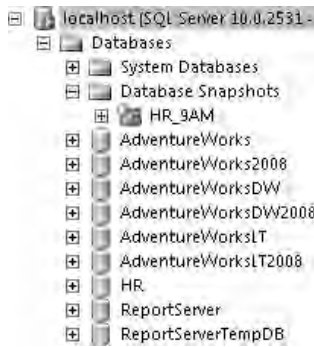 localhost (SQL Server 10.0.2531 -
Databases
System Databases
Database Snapshots
HR_9AM
AdventureWorks
AdventureWorks2008
AdventureWorksDW
AdventureWorksDW2008
AdventureWorksLT
AdventureWorksLT2008
HR
ReportServer
ReportServerTempDB